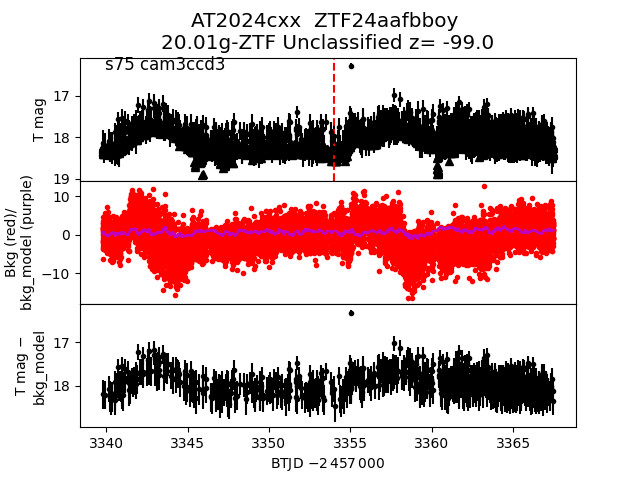 AT2024cxx  ZTF24aafbboy
20.01g-ZTF Unclassified z= -99.0
s75 cam3ccd3
T mag
17
18
19
Bkg (red)/
bkg_model (purple)
10
0
−10
T mag −
bkg_model
17
18
3340 3345 3350 3355 3360 3365
BTJD −2 457 000